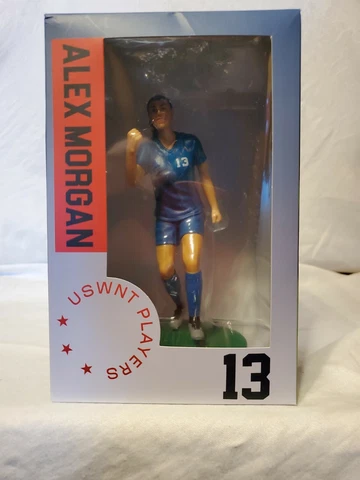 ALEX MORGAN
13
USWNT PLAYERS
13